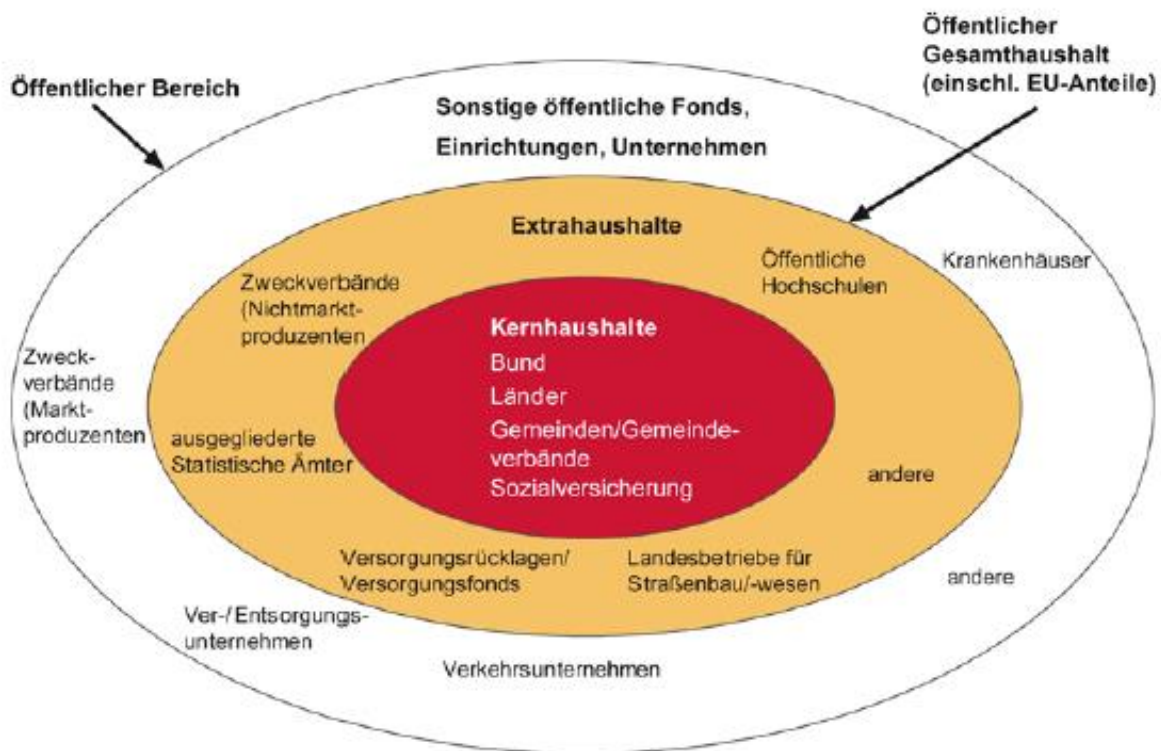 Öffentlicher
Gesamthaushalt
(einschl. EU-Anteile)
Öffentlicher Bereich
Sonstige öffentliche Fonds,
Einrichtungen, Unternehmen
Extrahaushalte
Zweckverbände
(Nichtmarkt-
produzenten
Öffentliche
Hochschulen
Krankenhäuser
Kernhaushalte
Bund
Länder
Gemeinden/Gemeinde-
verbände
Sozialversicherung
Zweck-
verbände
(Markt-
produzenten
ausgegliederte
Statistische Ämter
andere
Versorgungsrücklagen/
Versorgungsfonds
Landesbetriebe für
Straßenbau/-wesen
andere
Ver-/Entsorgungs-
unternehmen
Verkehrsunternehmen